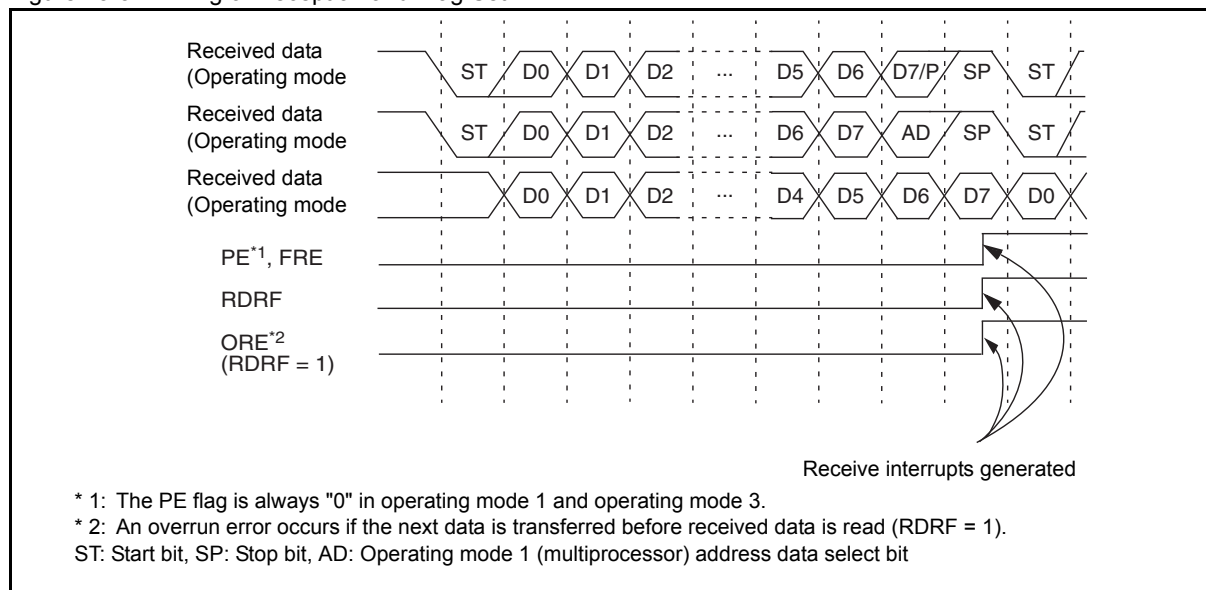 Received data
(Operating mode
ST D0 D1 D2 ... D5 D6 D7/P SP ST
Received data
(Operating mode
ST D0 D1 D2 ... D6 D7 AD SP ST
Received data
(Operating mode
D0 D1 D2 ... D4 D5 D6 D7 D0
PE*1, FRE
RDRF
ORE*2
(RDRF = 1)
Receive interrupts generated
* 1: The PE flag is always "0" in operating mode 1 and operating mode 3.
* 2: An overrun error occurs if the next data is transferred before received data is read (RDRF = 1).
ST: Start bit, SP: Stop bit, AD: Operating mode 1 (multiprocessor) address data select bit